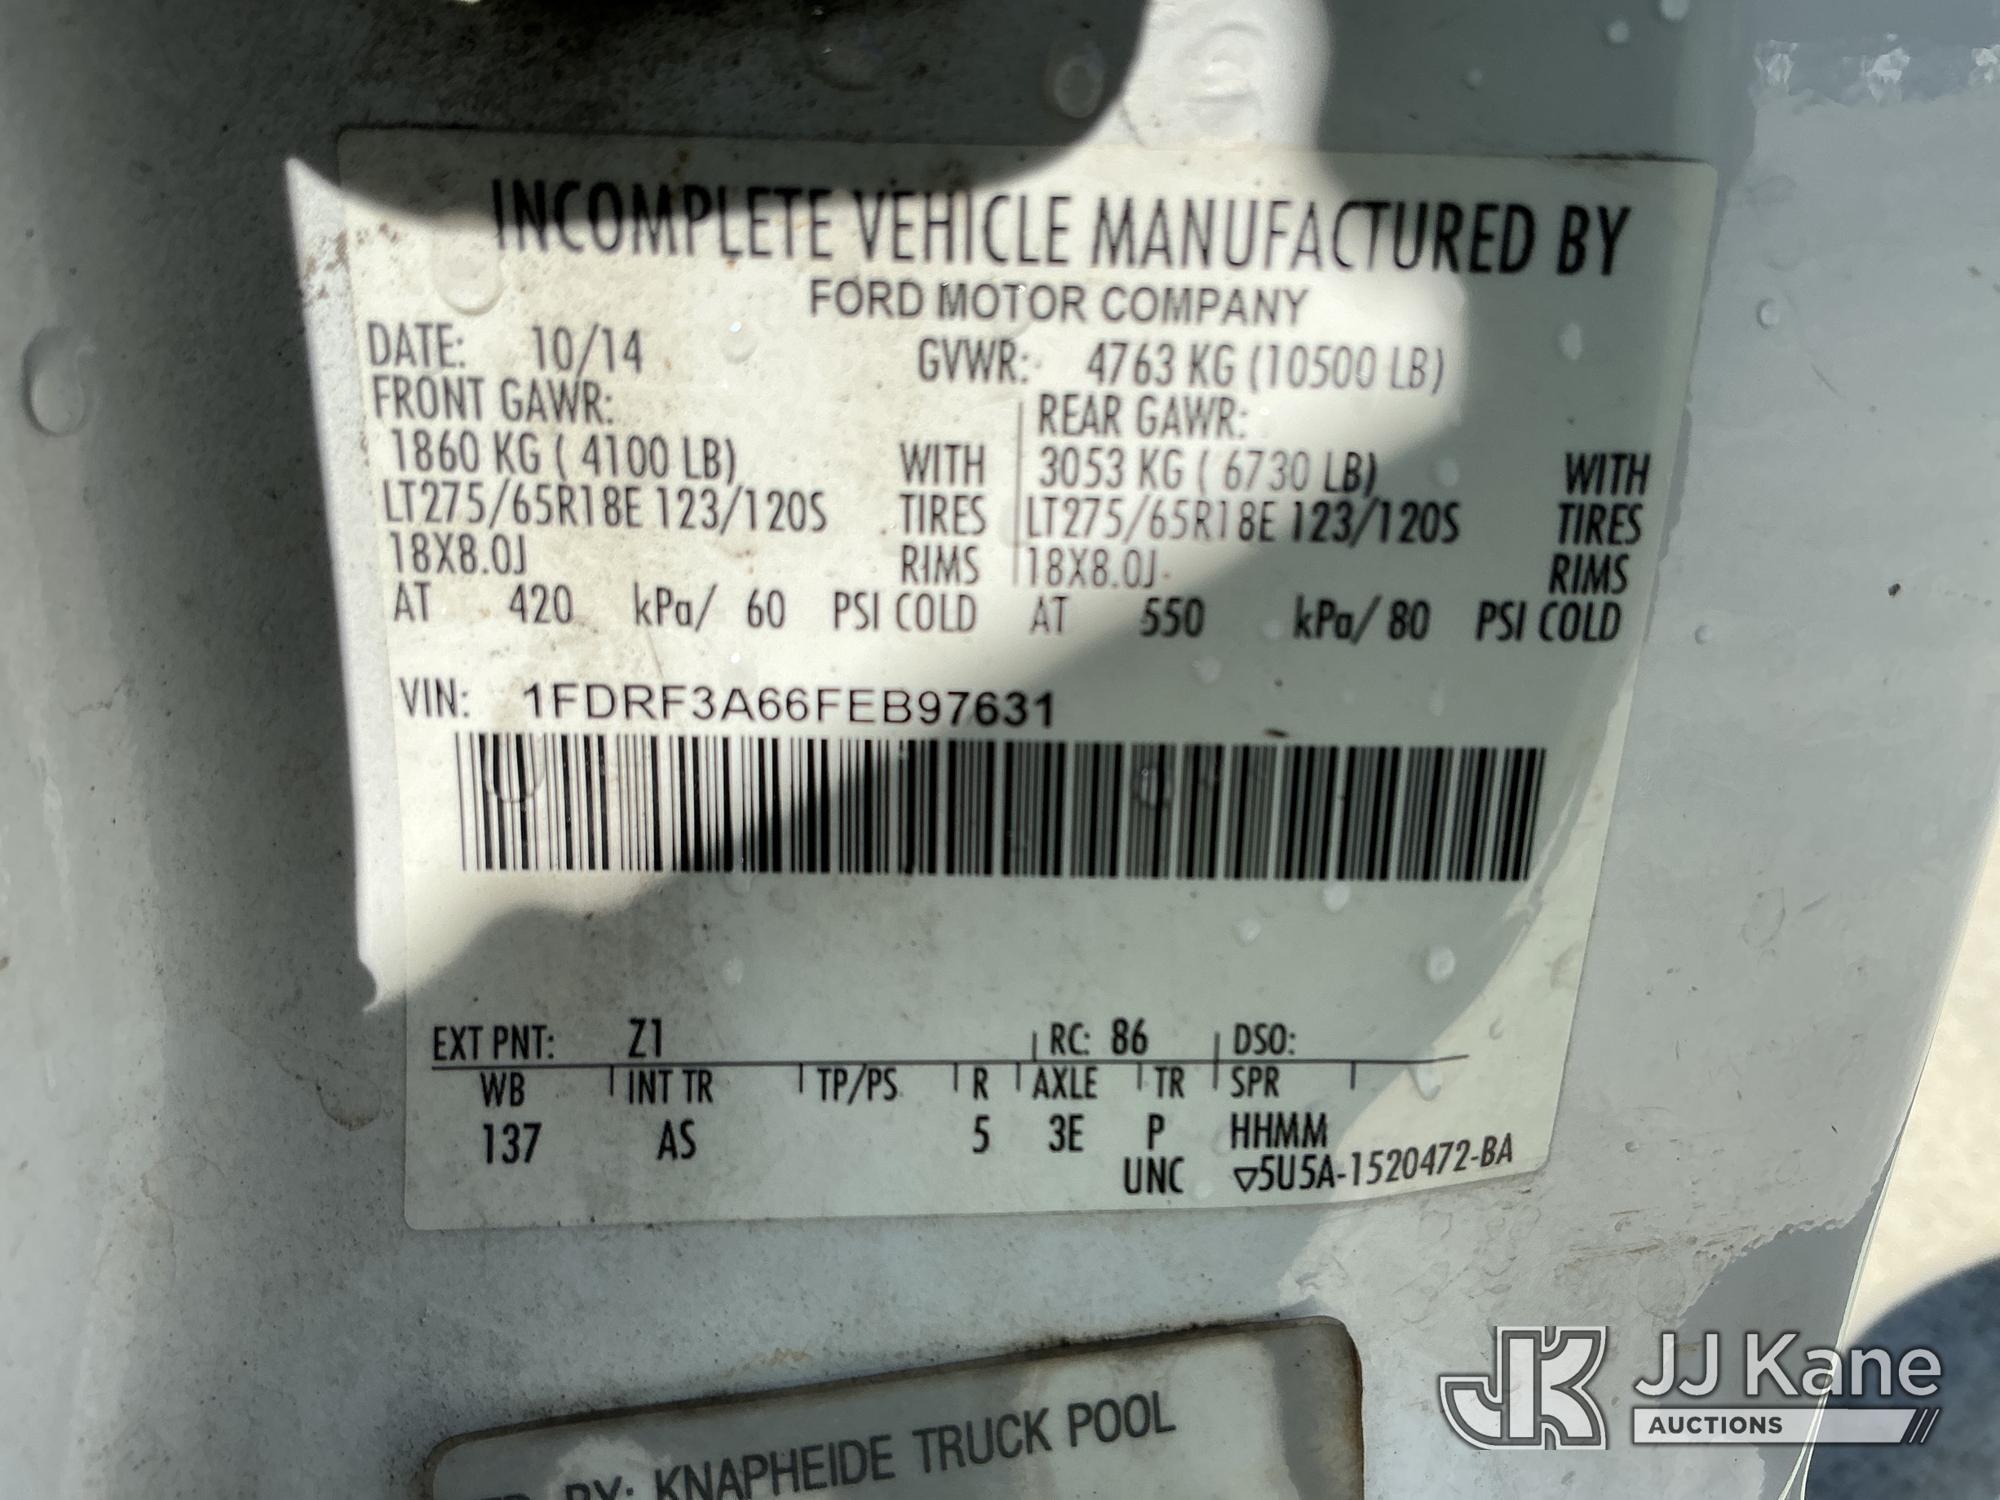 INCOMPLETE VEHICLE MANUFACTURED BY
FORD MOTOR COMPANY
DATE: 10/14 GVWR: 4763 KG (10500 LB)
FRONT GAWR: REAR GAWR:
1860 KG ( 4100 LB) WITH 3053 KG ( 6730 LB) WITH
LT275/65R18E 123/120S TIRES LT275/65R18E 123/120S TIRES
18X8.0J RIMS 18X8.0J RIMS
AT 420 kPa/ 60 PSI COLD AT 550 kPa/ 80 PSI COLD
VIN: 1FDRF3A66FEB97631
EXT PNT: Z1 RC: 86 DSO:
WB INT TR TP/PS R AXLE TR SPR
137 AS 5 3E P HHMM
UNC ▽5U5A-1520472-BA
BY: KNAPHEIDE TRUCK POOL
JK JJ Kane
AUCTIONS